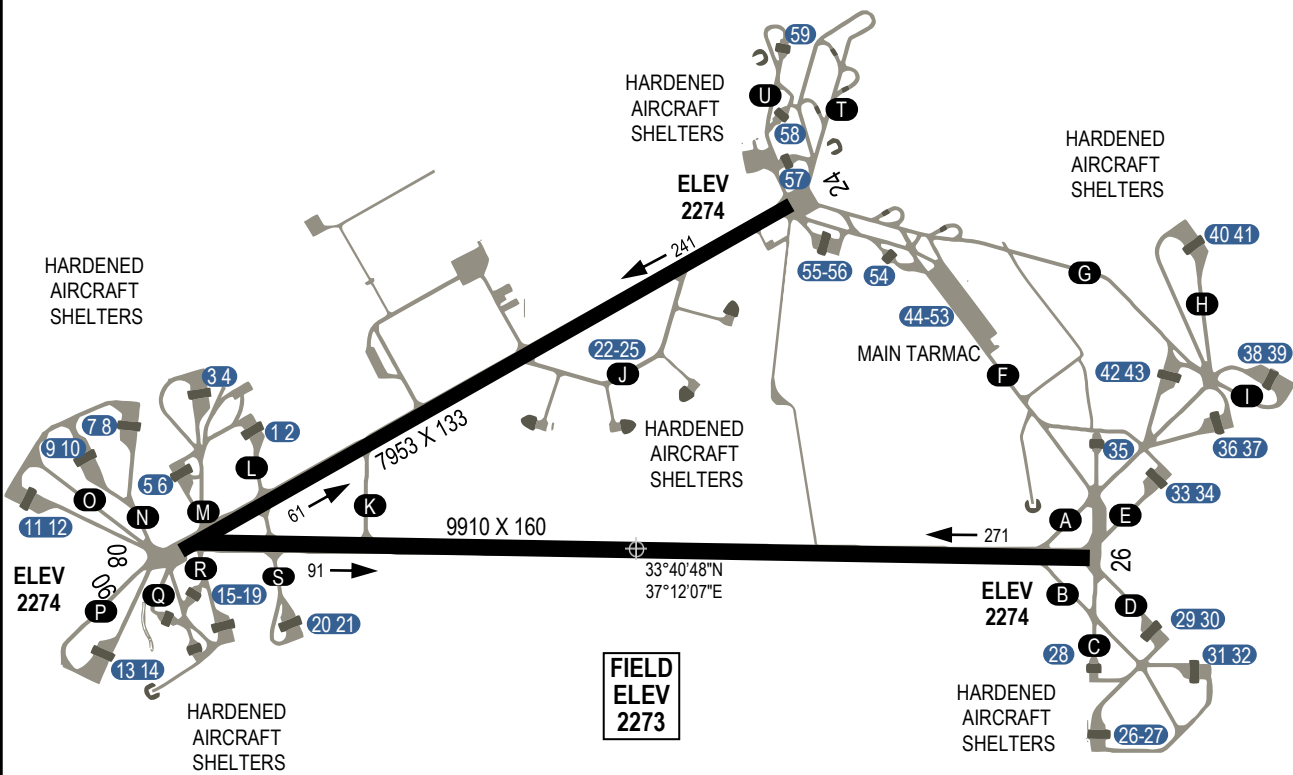 59
HARDENED
AIRCRAFT
SHELTERS
U
T
58
HARDENED
AIRCRAFT
SHELTERS
57
24
ELEV
2274
40 41
241
55-56
54
G
HARDENED
AIRCRAFT
SHELTERS
H
44-53
22-25
MAIN TARMAC
38 39
J
F
42 43
I
3 4
7 8
1 2
7953 X 133
HARDENED
AIRCRAFT
SHELTERS
36 37
9 10
35
5 6
L
33 34
O
N
M
61
K
11 12
A
E
9910 X 160
271
08
26
06
ELEV
2274
R
S
91
33°40'48"N
37°12'07"E
ELEV
2274
B
D
P
Q
15-19
20 21
29 30
28
C
31 32
13 14
FIELD
ELEV
2273
HARDENED
AIRCRAFT
SHELTERS
HARDENED
AIRCRAFT
SHELTERS
26-27